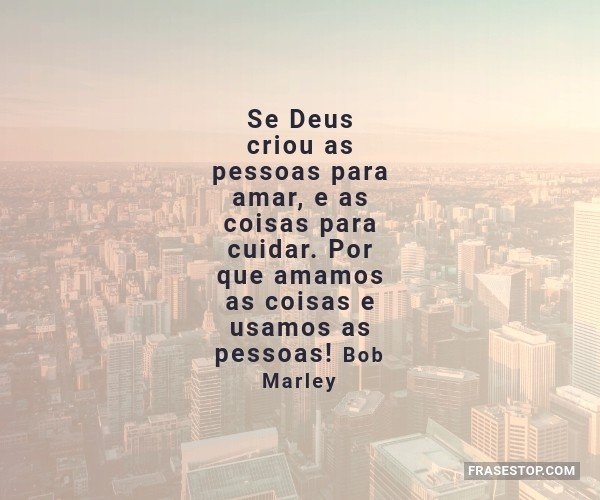 Se Deus
criou as
pessoas para
amar, e as
coisas para
cuidar. Por
que amamos
as coisas e
usamos as
pessoas! Bob
Marley
FRASESTOP.COM